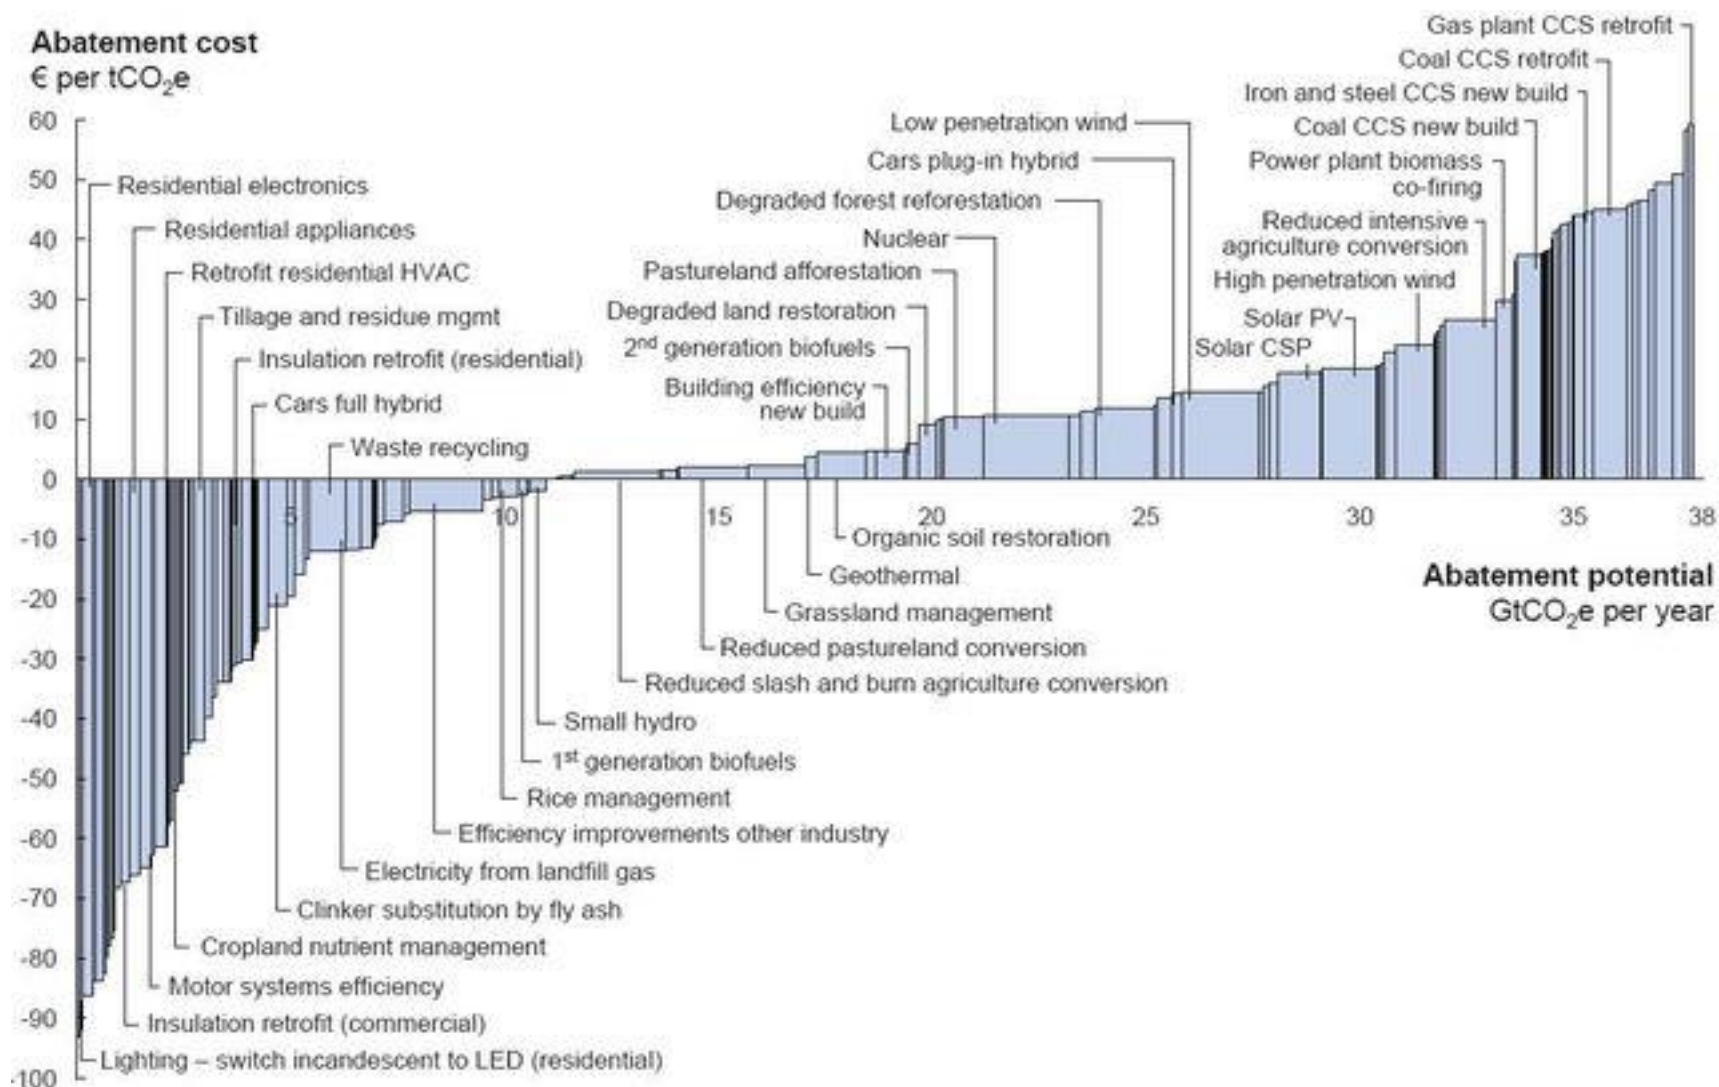 Abatement cost
€ per tCO₂e
Gas plant CCS retrofit
Coal CCS retrofit
Iron and steel CCS new build
Coal CCS new build
Power plant biomass
co-firing
Reduced intensive
agriculture conversion
High penetration wind
Solar PV
Solar CSP
Low penetration wind
Cars plug-in hybrid
Degraded forest reforestation
Nuclear
Pastureland afforestation
Degraded land restoration
2nd generation biofuels
Building efficiency
new build
60
50
40
30
20
10
0
-10
-20
-30
-40
-50
-60
-70
-80
-90
-100
Residential electronics
Residential appliances
Retrofit residential HVAC
Tillage and residue mgmt
Insulation retrofit (residential)
Cars full hybrid
Waste recycling
5
10
15
20
25
30
35
38
Abatement potential
GtCO₂e per year
Organic soil restoration
Geothermal
Grassland management
Reduced pastureland conversion
Reduced slash and burn agriculture conversion
Small hydro
1st generation biofuels
Rice management
Efficiency improvements other industry
Electricity from landfill gas
Clinker substitution by fly ash
Cropland nutrient management
Motor systems efficiency
Insulation retrofit (commercial)
Lighting – switch incandescent to LED (residential)